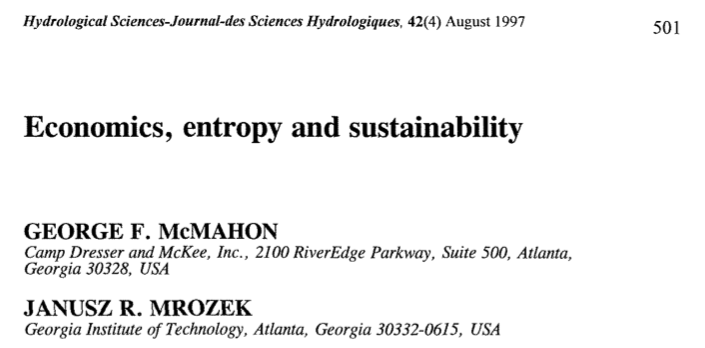 Hydrological Sciences-Journal-des Sciences Hydrologiques, 42(4) August 1997
501
Economics, entropy and sustainability
GEORGE F. McMAHON
Camp Dresser and McKee, Inc., 2100 RiverEdge Parkway, Suite 500, Atlanta,
Georgia 30328, USA
JANUSZ R. MROZEK
Georgia Institute of Technology, Atlanta, Georgia 30332-0615, USA